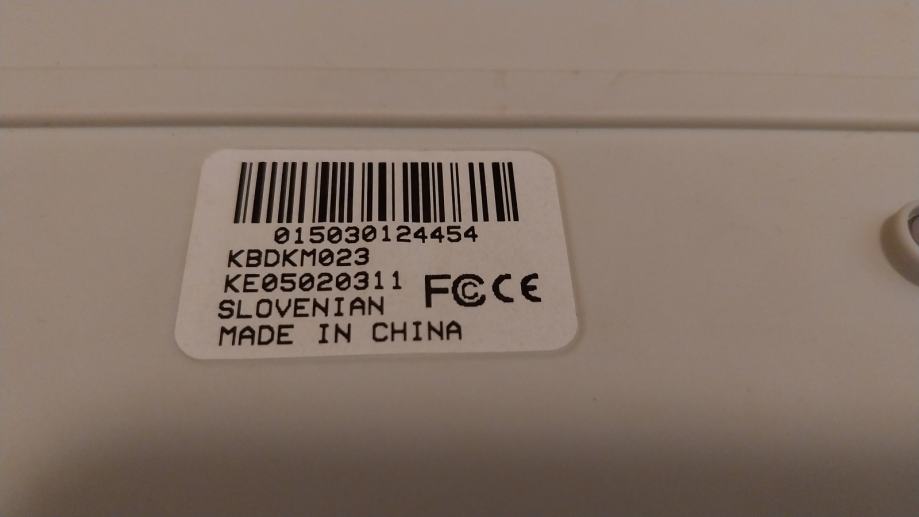 015030124454
KBDKM023
KE05020311
SLOVENIAN
MADE IN CHINA
FC CE